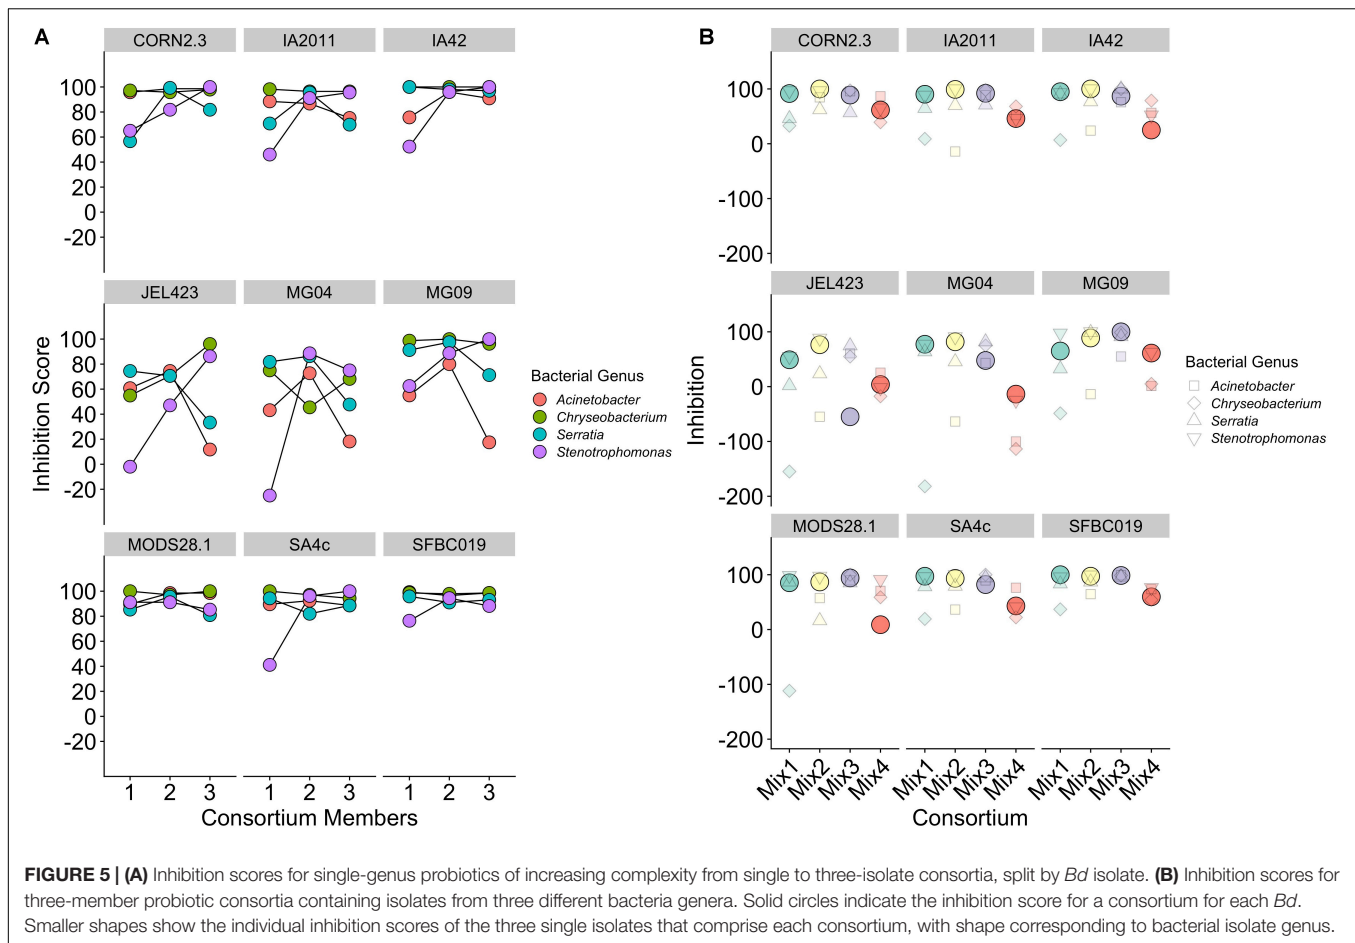 A
CORN2.3 IA2011 IA42
100
80
60
40
20
0
-20
JEL423 MG04 MG09
100
80
60
40
20
0
-20
MODS28.1 SA4c SFBC019
100
80
60
40
20
0
-20
Inhibition Score
1 2 3 1 2 3 1 2 3
Consortium Members
Bacterial Genus
Acinetobacter
Chryseobacterium
Serratia
Stenotrophomonas
B
CORN2.3 IA2011 IA42
100
0
-100
-200
JEL423 MG04 MG09
100
0
-100
-200
MODS28.1 SA4c SFBC019
100
0
-100
-200
Inhibition
Mix1 Mix2 Mix3 Mix4 Mix1 Mix2 Mix3 Mix4 Mix1 Mix2 Mix3 Mix4
Consortium
Bacterial Genus
Acinetobacter
Chryseobacterium
Serratia
Stenotrophomonas
FIGURE 5 | (A) Inhibition scores for single-genus probiotics of increasing complexity from single to three-isolate consortia, split by Bd isolate. (B) Inhibition scores for
three-member probiotic consortia containing isolates from three different bacteria genera. Solid circles indicate the inhibition score for a consortium for each Bd.
Smaller shapes show the individual inhibition scores of the three single isolates that comprise each consortium, with shape corresponding to bacterial isolate genus.